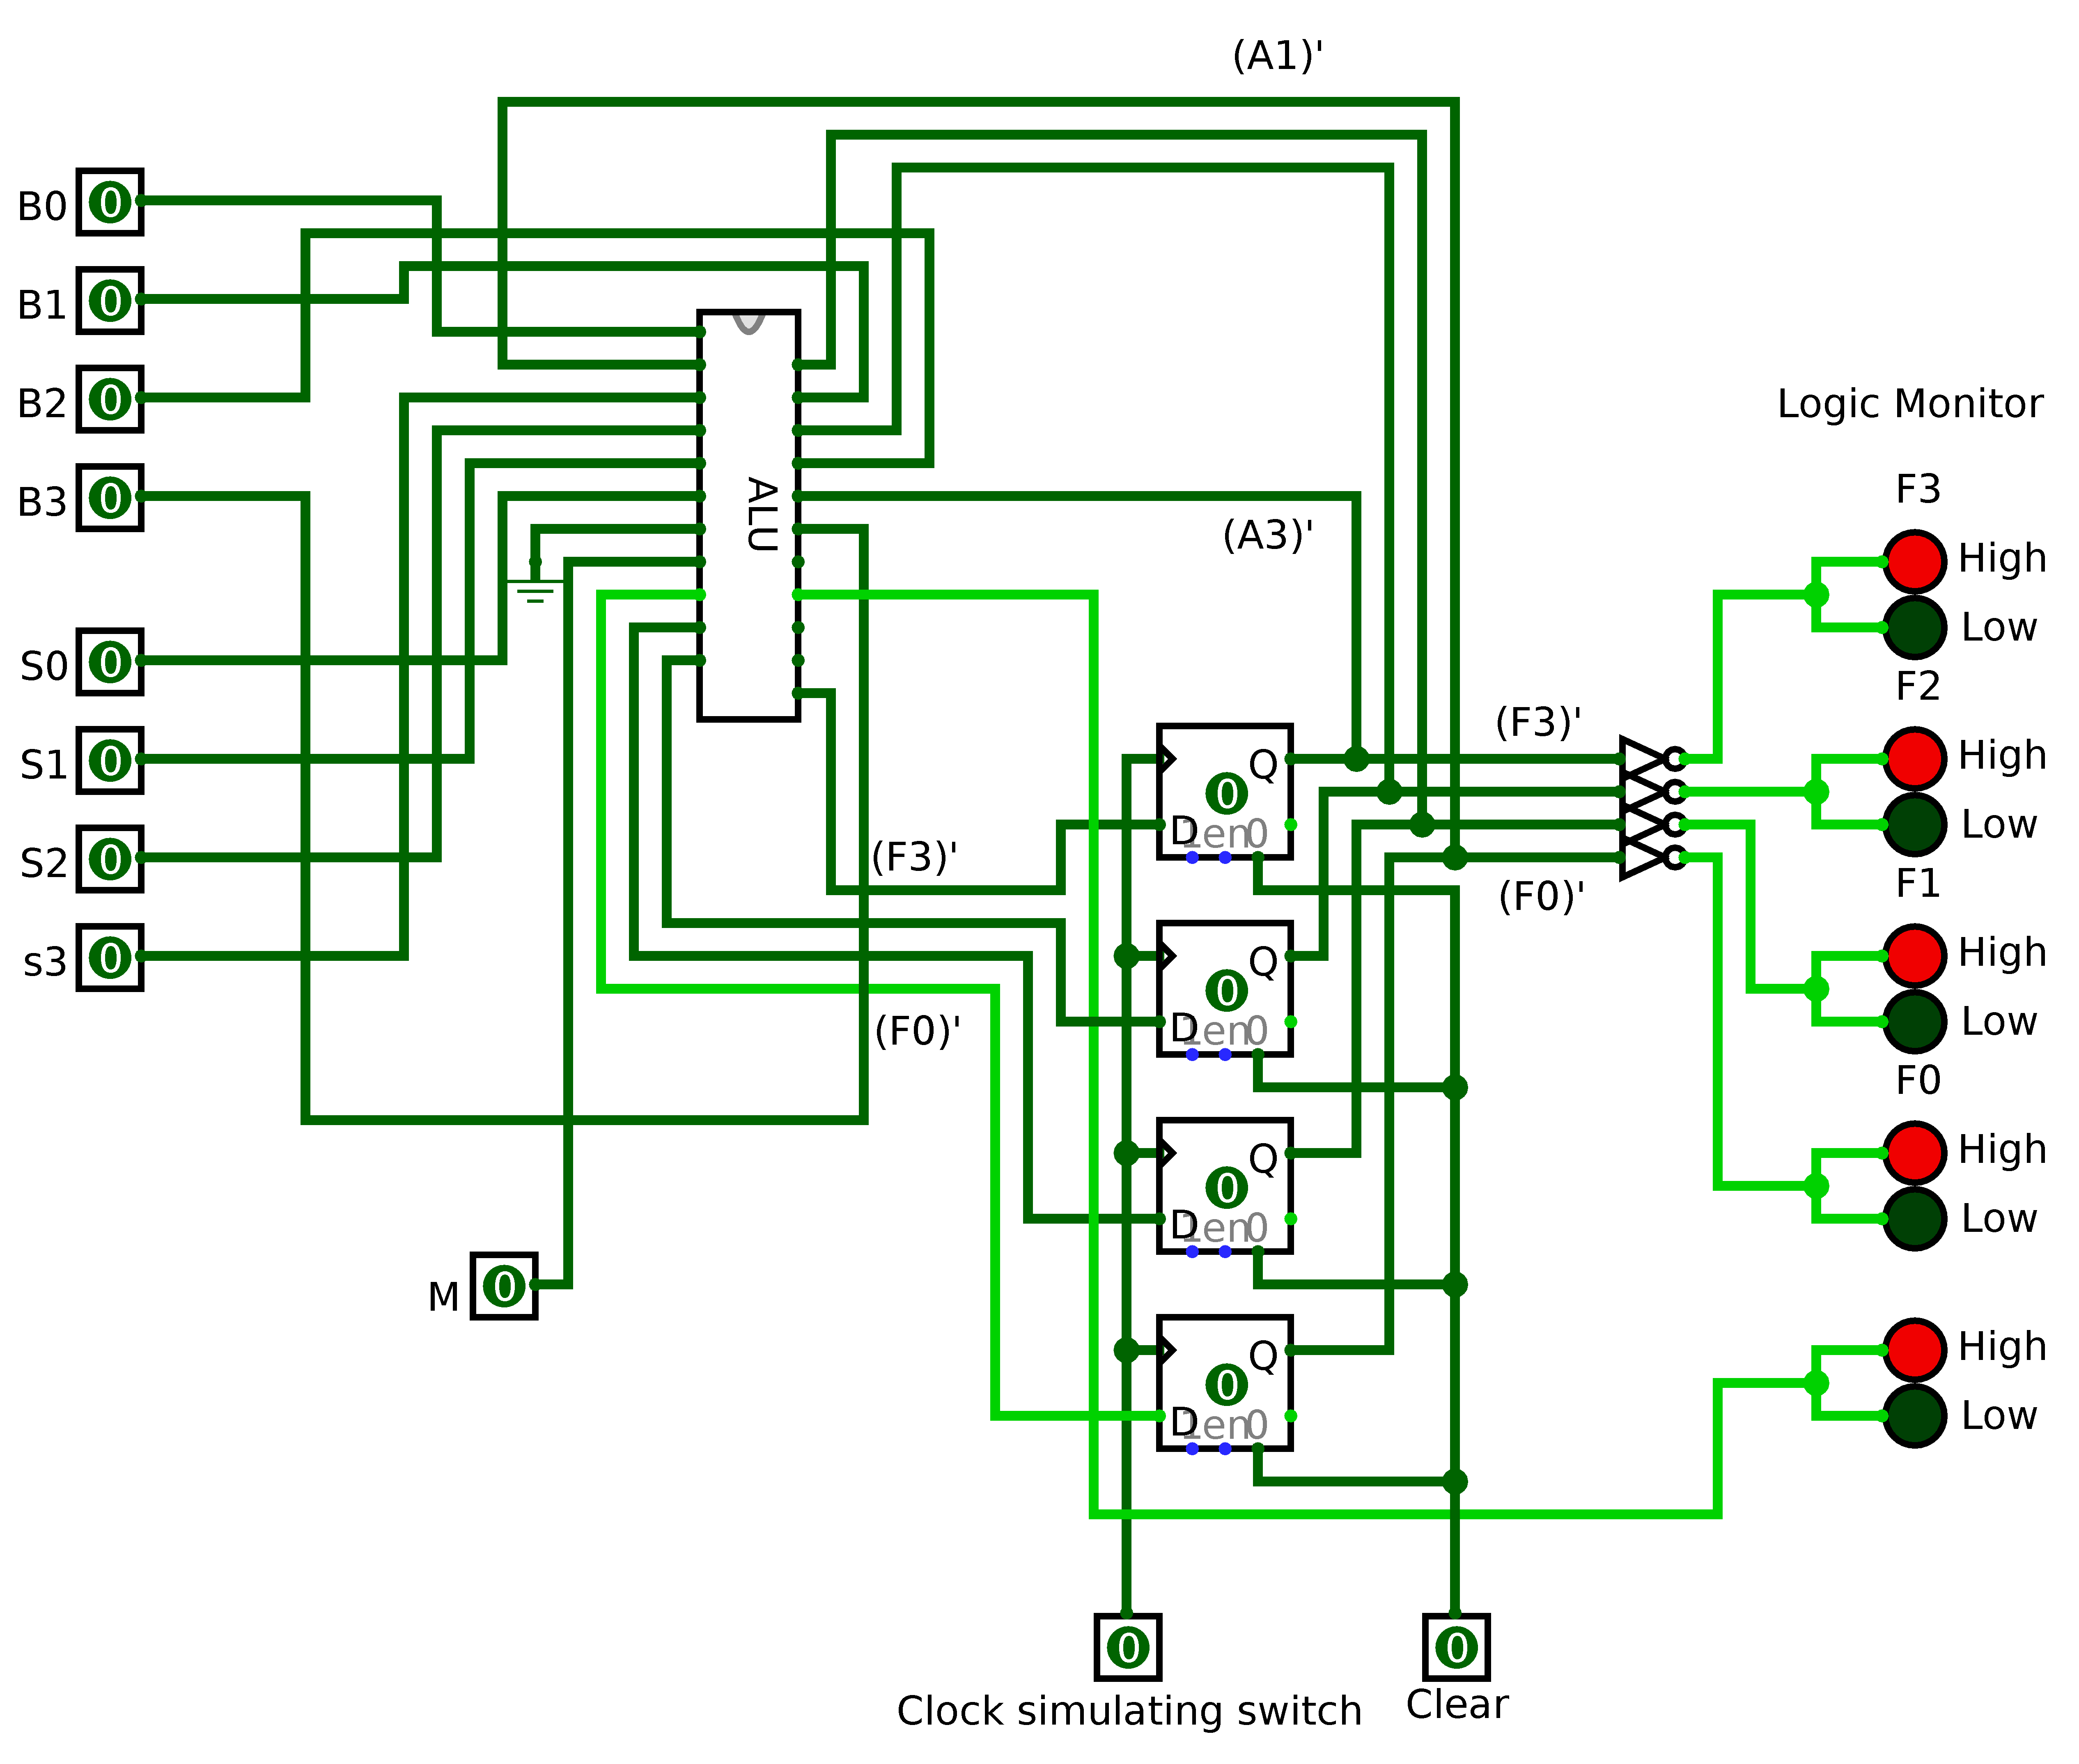 (A1)'
B0 0
B1 0
B2 0
B3 0
ALU
(A3)'
Logic Monitor
F3
High
Low
S0 0
S1 0
S2 0
s3 0
(F3)'
(F0)'
(F3)'
(F0)'
Q
0
D 1 en 0
Q
0
D 1 en 0
Q
0
D 1 en 0
Q
0
D 1 en 0
F2
High
Low
F1
High
Low
F0
High
Low
High
Low
M 0
0
Clock simulating switch
0
Clear